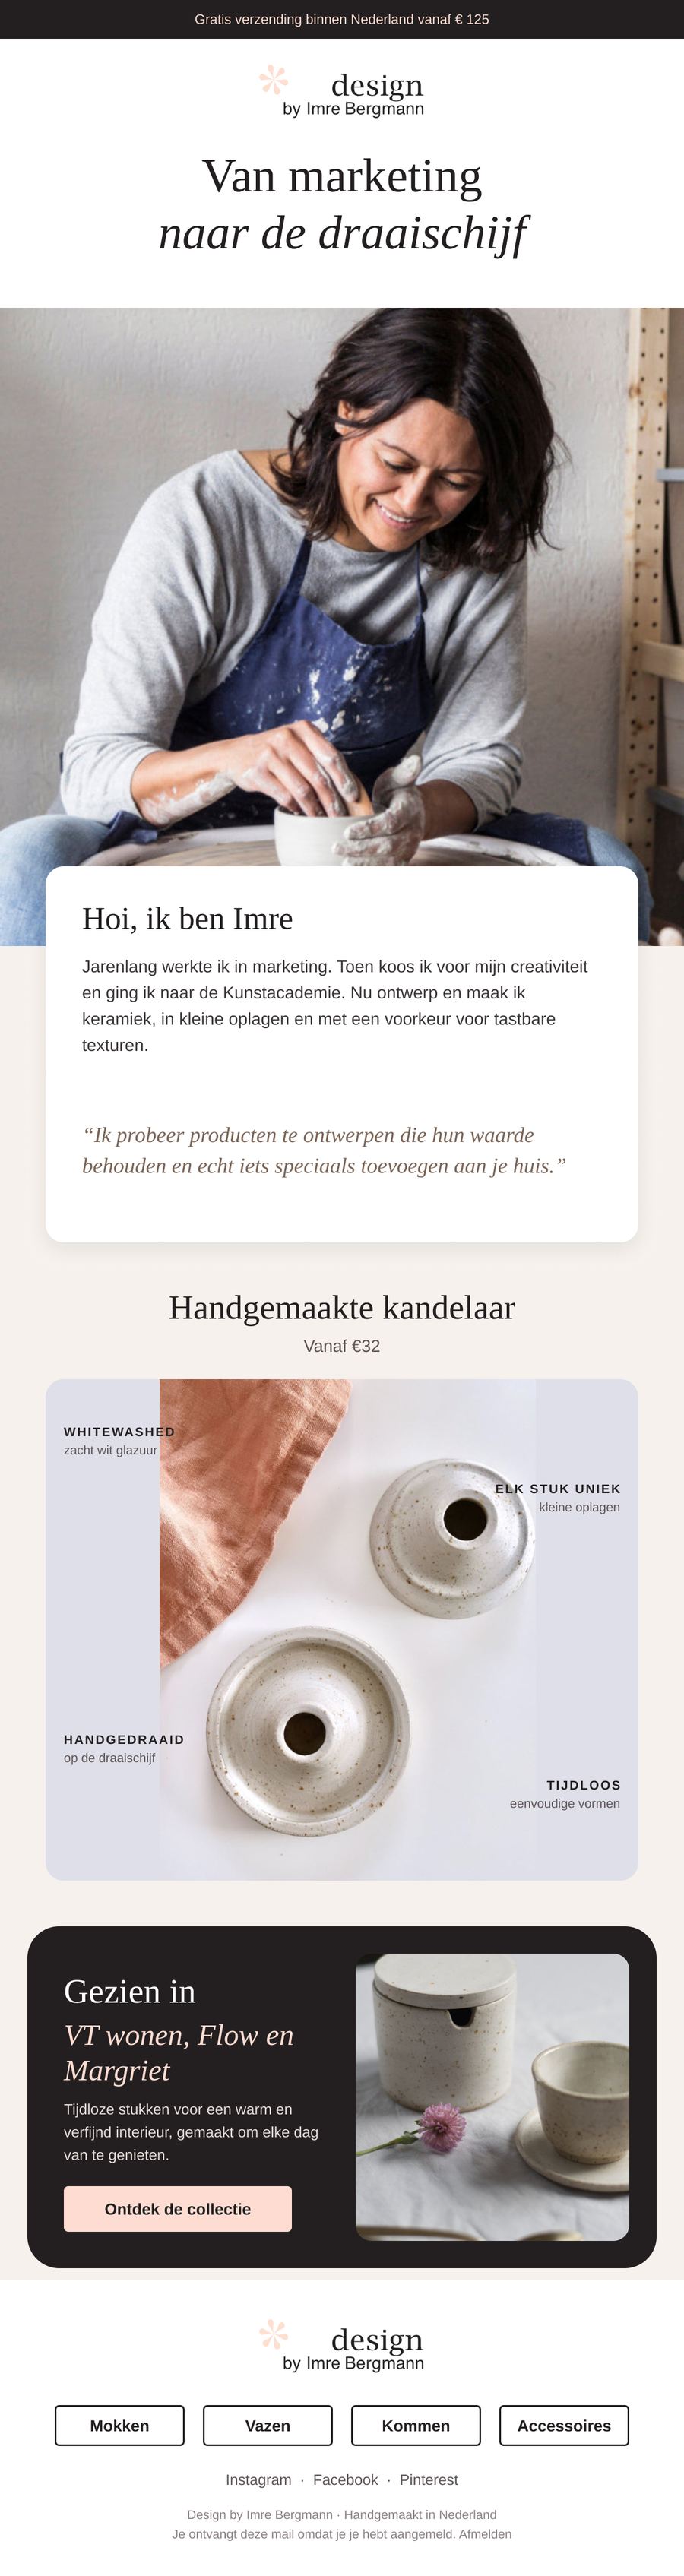 Gratis verzending binnen Nederland vanaf € 125
design
by Imre Bergmann
Van marketing
naar de draaischijf
Hoi, ik ben Imre
Jarenlang werkte ik in marketing. Toen koos ik voor mijn creativiteit
en ging ik naar de Kunstacademie. Nu ontwerp en maak ik
keramiek, in kleine oplagen en met een voorkeur voor tastbare
texturen.
“Ik probeer producten te ontwerpen die hun waarde
behouden en echt iets speciaals toevoegen aan je huis.”
Handgemaakte kandelaar
Vanaf €32
WHITEWASHED
zacht wit glazuur
ELK STUK UNIEK
kleine oplagen
HANDGEDRAAID
op de draaischijf
TIJDLOOS
eenvoudige vormen
Gezien in
VT wonen, Flow en
Margriet
Tijdloze stukken voor een warm en
verfijnd interieur, gemaakt om elke dag
van te genieten.
Ontdek de collectie
design
by Imre Bergmann
Mokken Vazen Kommen Accessoires
Instagram · Facebook · Pinterest
Design by Imre Bergmann · Handgemaakt in Nederland
Je ontvangt deze mail omdat je je hebt aangemeld. Afmelden